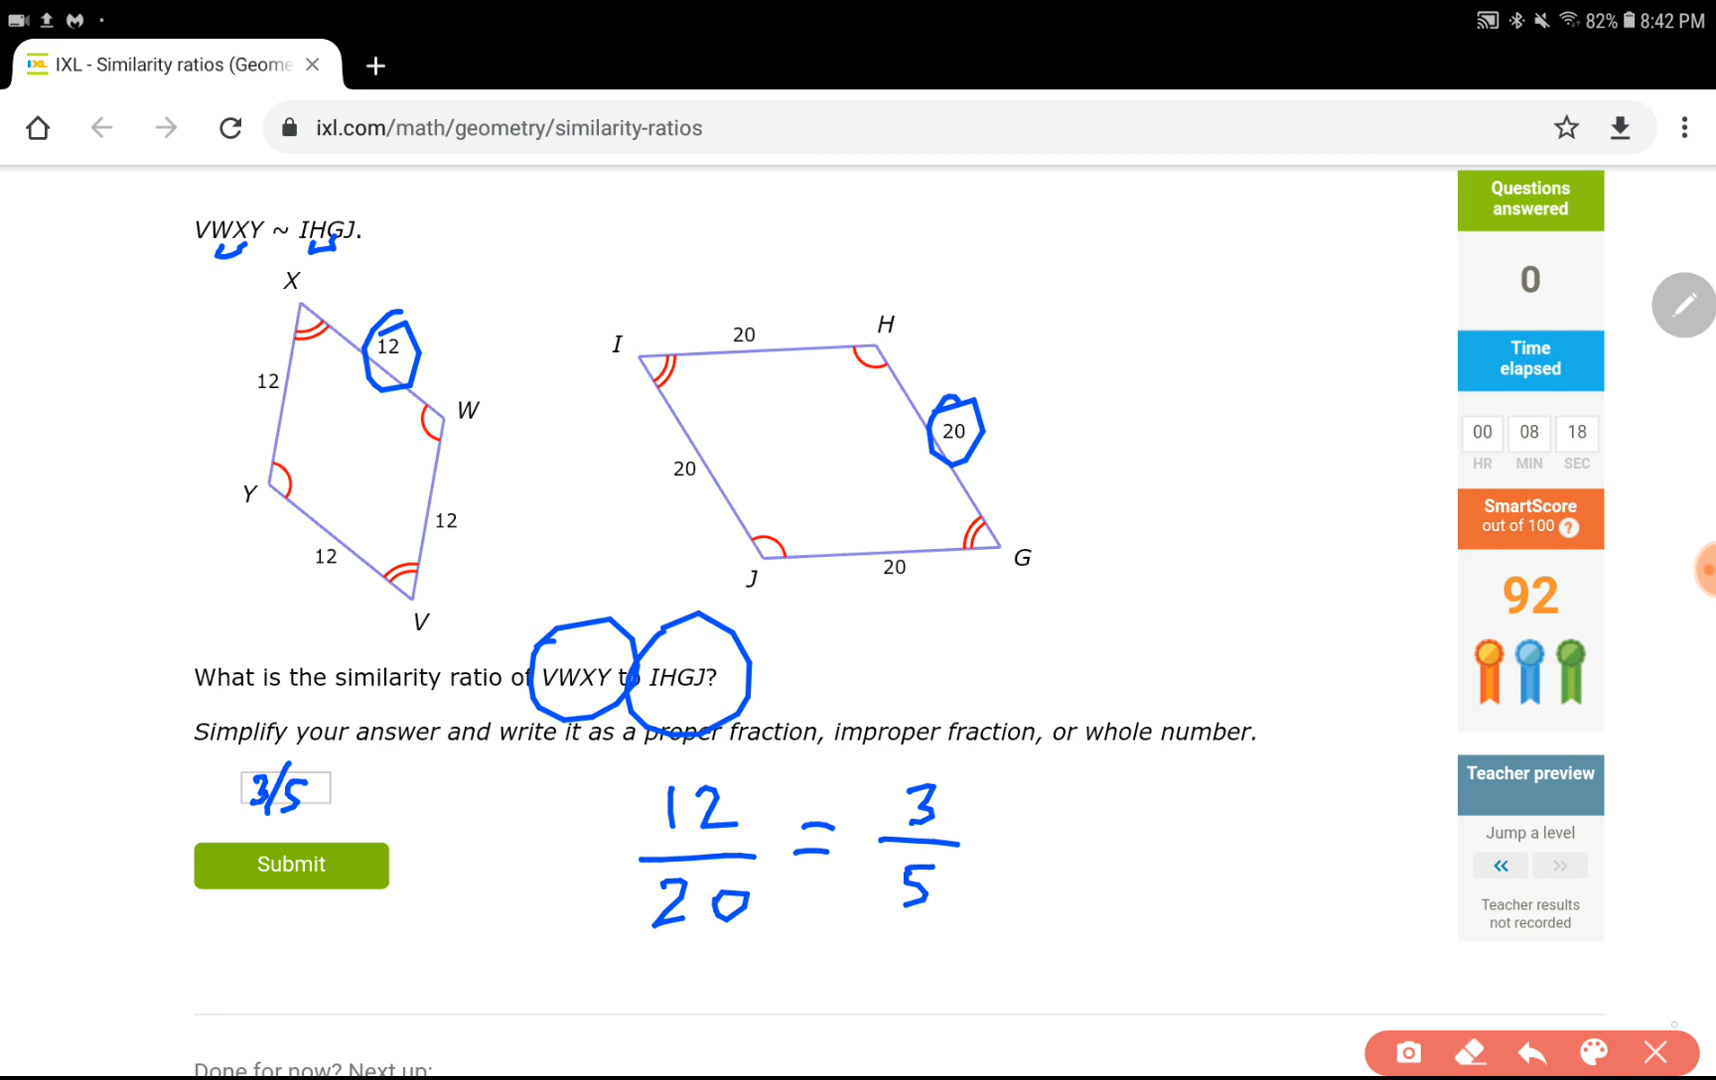 82% 8:42 PM
IXL - Similarity ratios (Geome
ixl.com/math/geometry/similarity-ratios
VWXY ~ IHGJ.
X
12
12
W
Y
12
12
V
I
20
H
20
20
J
20
G
What is the similarity ratio of VWXY to IHGJ?
Simplify your answer and write it as a proper fraction, improper fraction, or whole number.
3/5
12
20
=
3
5
Submit
Questions
answered
0
Time
elapsed
00 08 18
HR MIN SEC
SmartScore
out of 100 ?
92
Teacher preview
Jump a level
Teacher results
not recorded
Done for now? Next up: